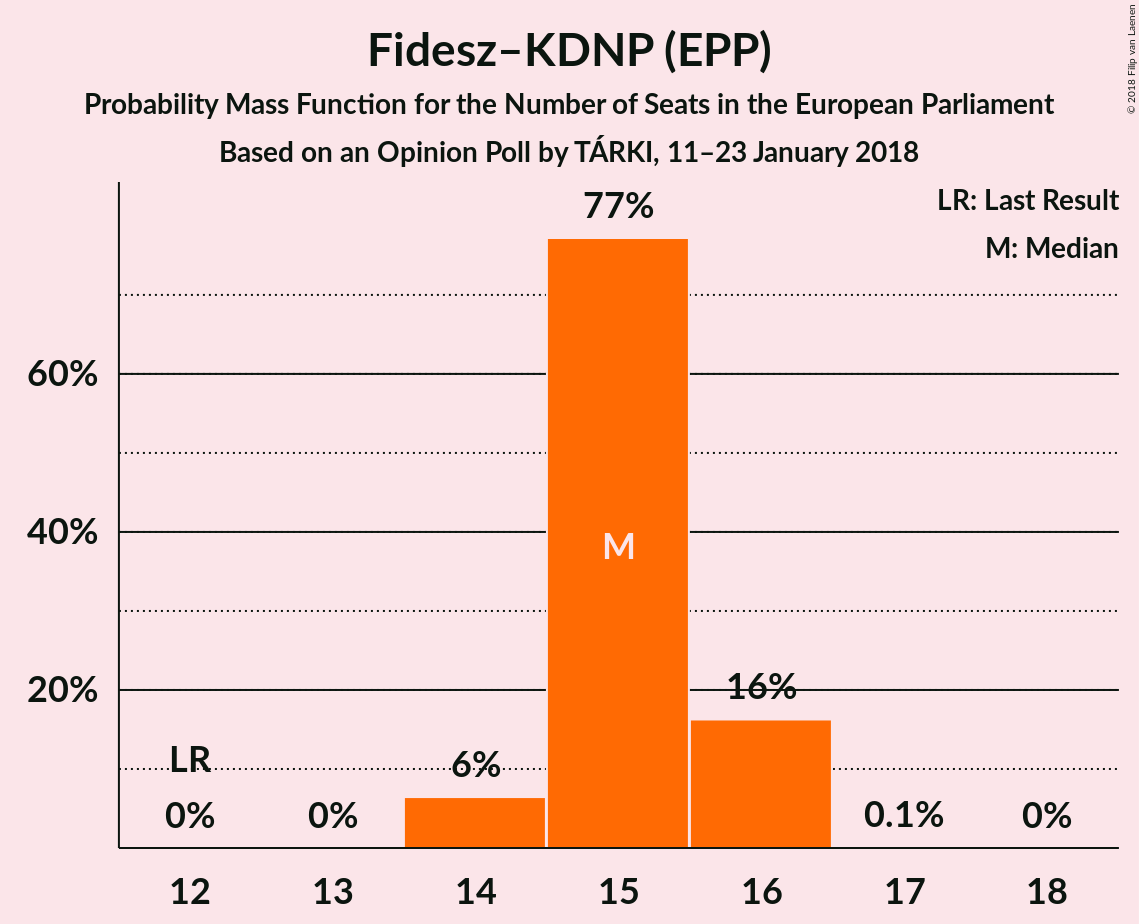 Fidesz–KDNP (EPP)
Probability Mass Function for the Number of Seats in the European Parliament
Based on an Opinion Poll by TÁRKI, 11–23 January 2018
© 2018 Filip van Laenen
LR: Last Result
M: Median
77%
60%
40%
20%
M
16%
LR
6%
0%
0%
0.1%
0%
12
13
14
15
16
17
18